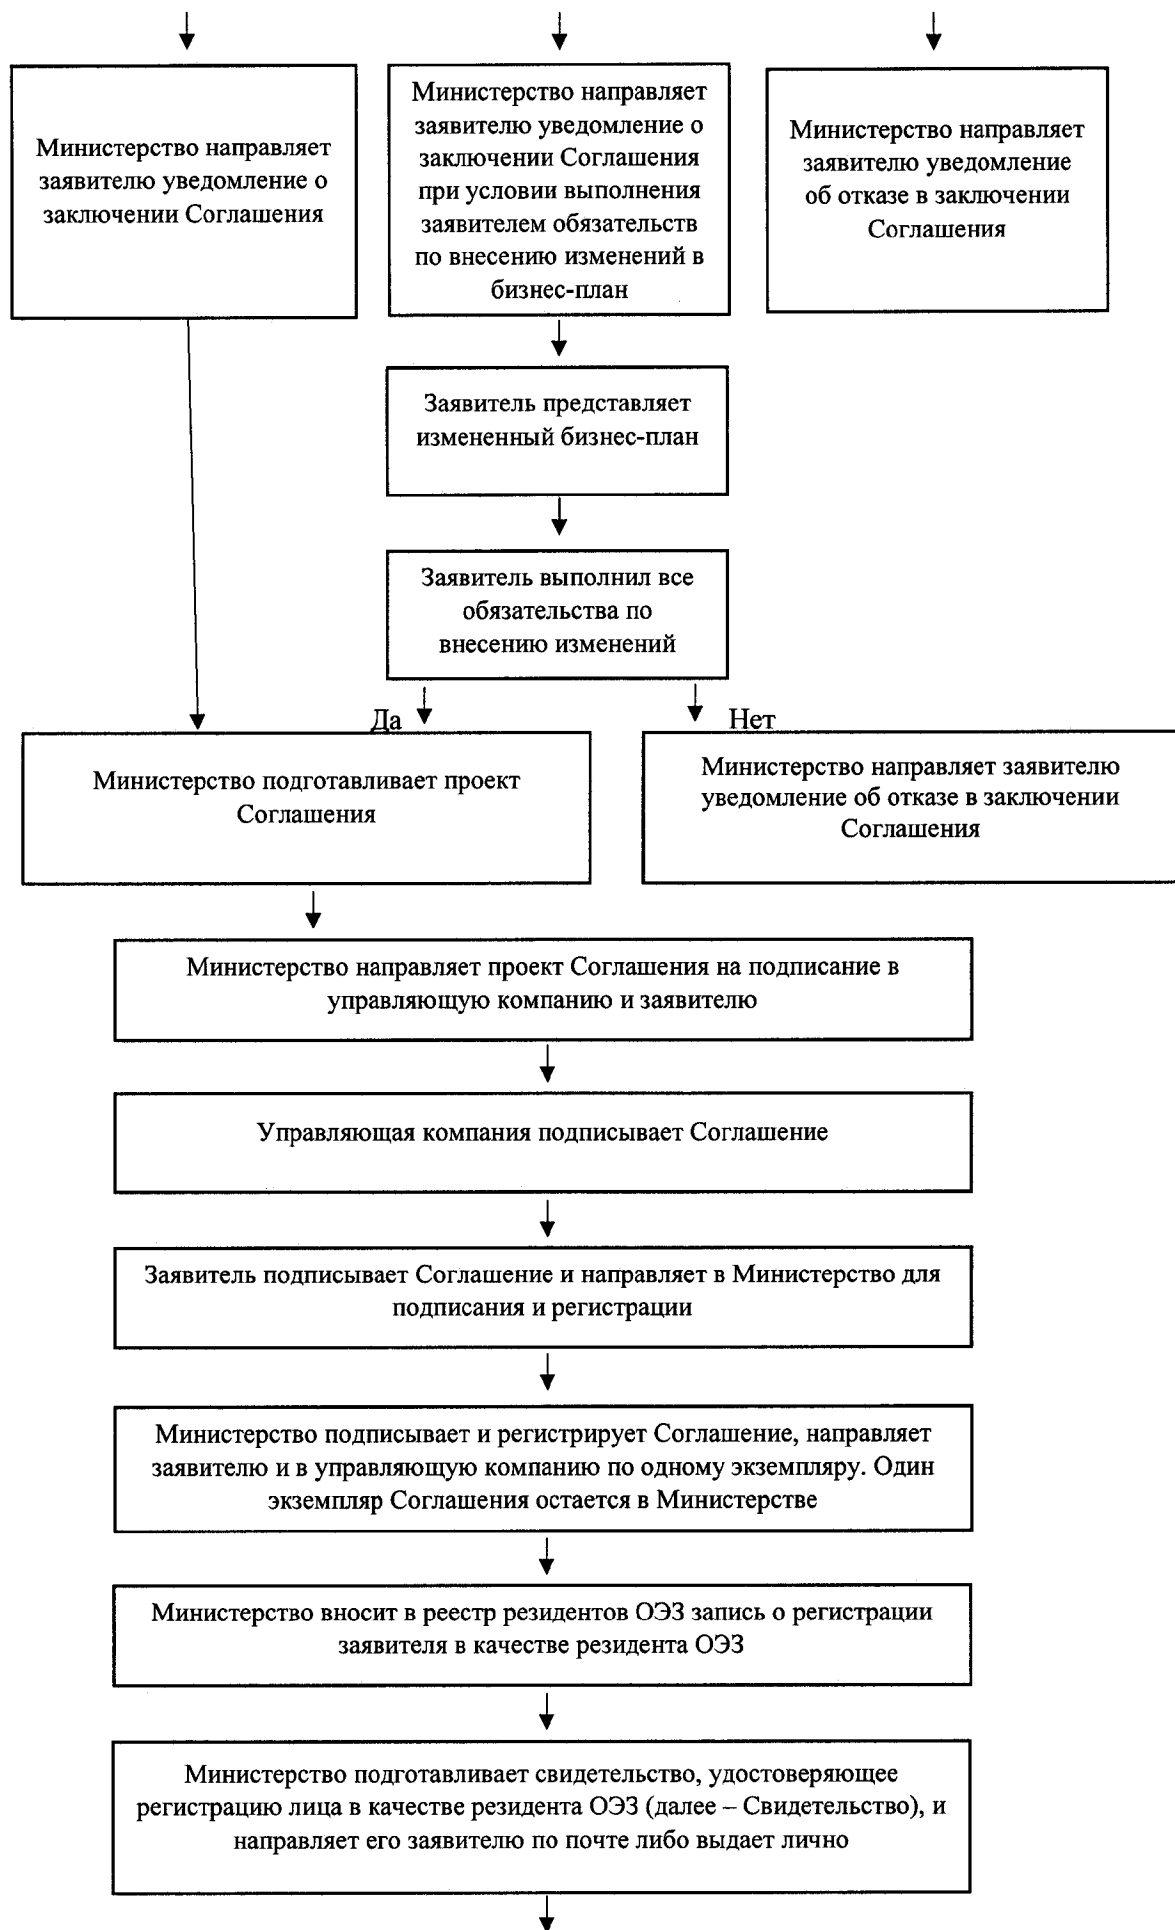 Министерство направляет
заявителю уведомление о
заключении Соглашения
Министерство направляет
заявителю уведомление о
заключении Соглашения
при условии выполнения
заявителем обязательств
по внесению изменений в
бизнес-план
Министерство направляет
заявителю уведомление
об отказе в заключении
Соглашения
Заявитель представляет
измененный бизнес-план
Заявитель выполнил все
обязательства по
внесению изменений
Да
Нет
Министерство подготавливает проект
Соглашения
Министерство направляет заявителю
уведомление об отказе в заключении
Соглашения
Министерство направляет проект Соглашения на подписание в
управляющую компанию и заявителю
Управляющая компания подписывает Соглашение
Заявитель подписывает Соглашение и направляет в Министерство для
подписания и регистрации
Министерство подписывает и регистрирует Соглашение, направляет
заявителю и в управляющую компанию по одному экземпляру. Один
экземпляр Соглашения остается в Министерстве
Министерство вносит в реестр резидентов ОЭЗ запись о регистрации
заявителя в качестве резидента ОЭЗ
Министерство подготавливает свидетельство, удостоверяющее
регистрацию лица в качестве резидента ОЭЗ (далее – Свидетельство), и
направляет его заявителю по почте либо выдает лично